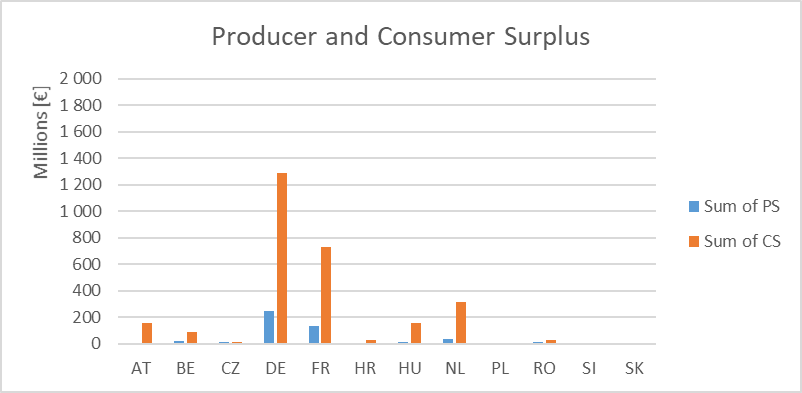 Producer and Consumer Surplus
Millions [€]
2 000
1 800
1 600
1 400
1 200
1 000
800
600
400
200
0
AT BE CZ DE FR HR HU NL PL RO SI SK
Sum of PS
Sum of CS